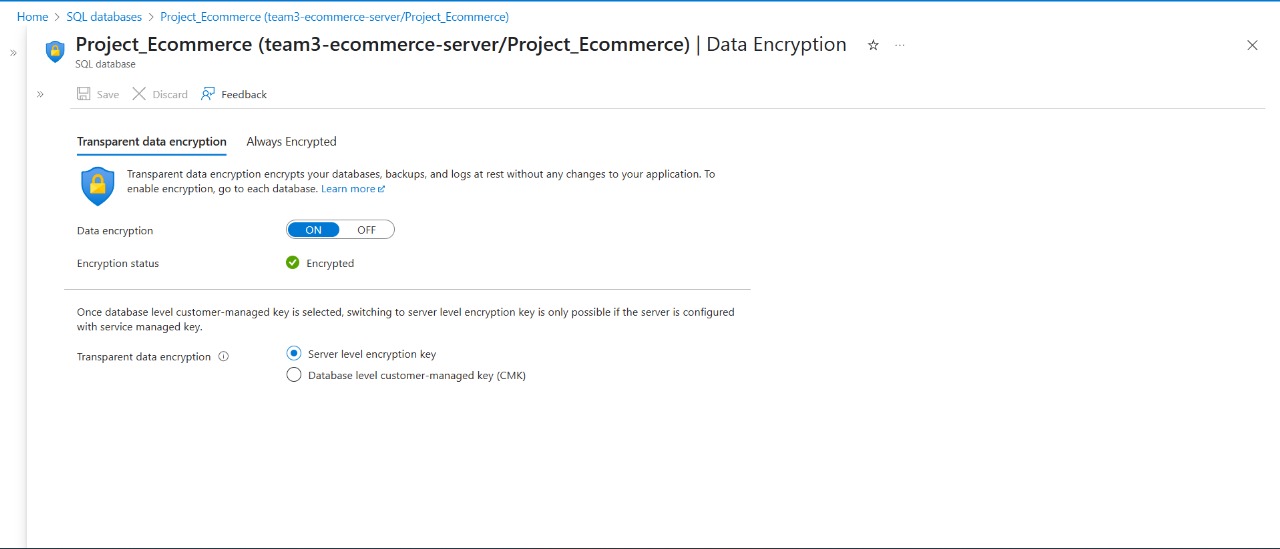 Home > SQL databases > Project_Ecommerce (team3-ecommerce-server/Project_Ecommerce)
Project_Ecommerce (team3-ecommerce-server/Project_Ecommerce) | Data Encryption
SQL database
Save Discard Feedback
Transparent data encryption Always Encrypted
Transparent data encryption encrypts your databases, backups, and logs at rest without any changes to your application. To
enable encryption, go to each database. Learn more
Data encryption ON OFF
Encryption status Encrypted
Once database level customer-managed key is selected, switching to server level encryption key is only possible if the server is configured
with service managed key.
Transparent data encryption Server level encryption key
Database level customer-managed key (CMK)